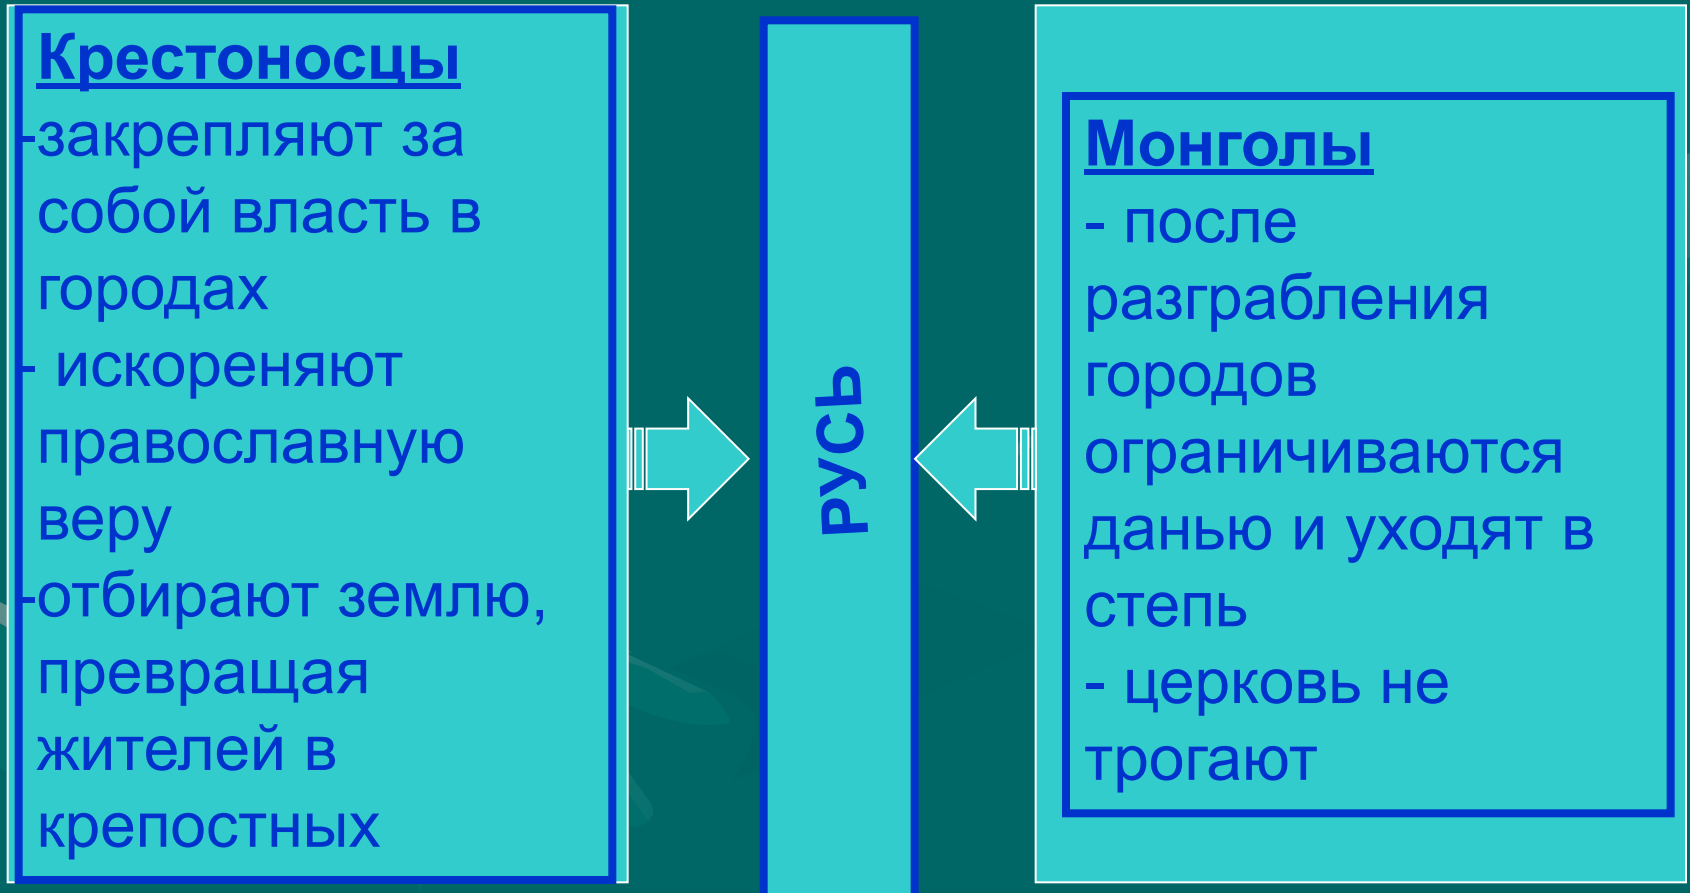 Крестоносцы
-закрепляют за
собой власть в
городах
- искореняют
православную
веру
-отбирают землю,
превращая
жителей в
крепостных
РУСЬ
Монголы
- после
разграбления
городов
ограничиваются
данью и уходят в
степь
- церковь не
трогают